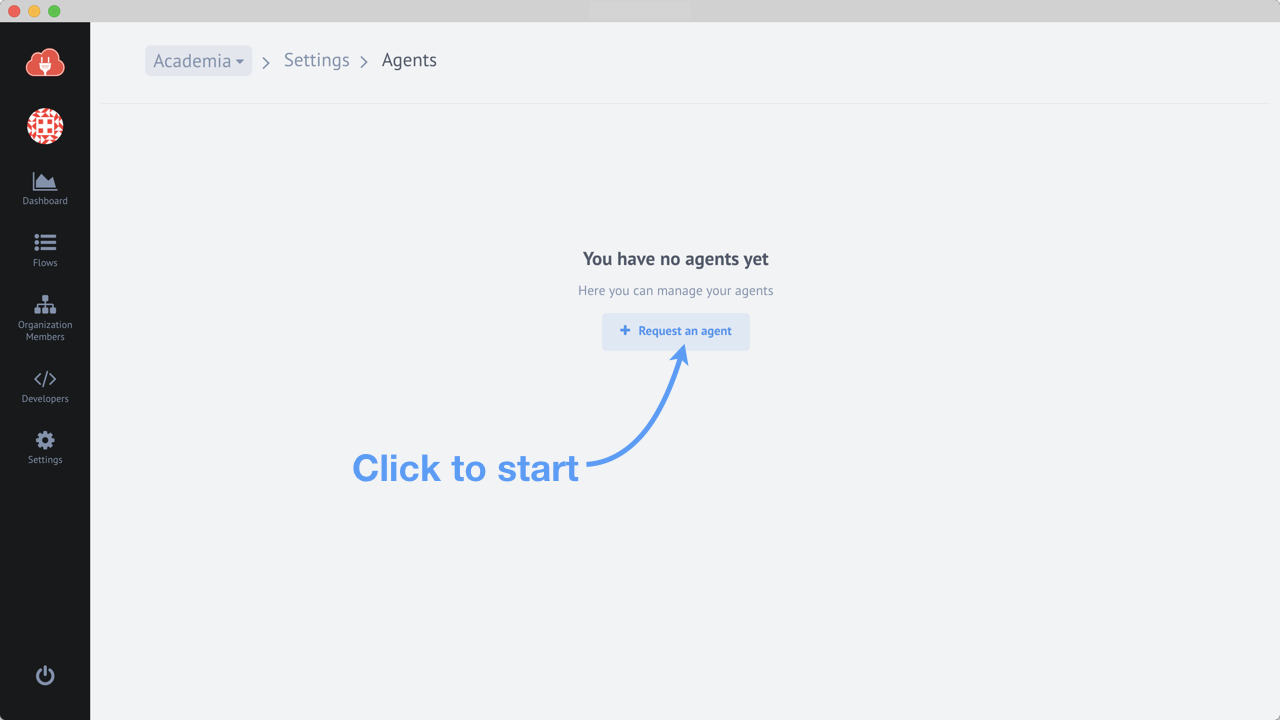 Academia
Settings
Agents
Dashboard
Flows
Organization
Members
Developers
Settings
You have no agents yet
Here you can manage your agents
Request an agent
Click to start